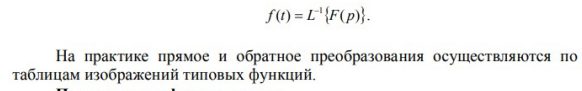 f(t) = L⁻¹{F(p)}.
На практике прямое и обратное преобразования осуществляются по
таблицам изображений типовых функций.